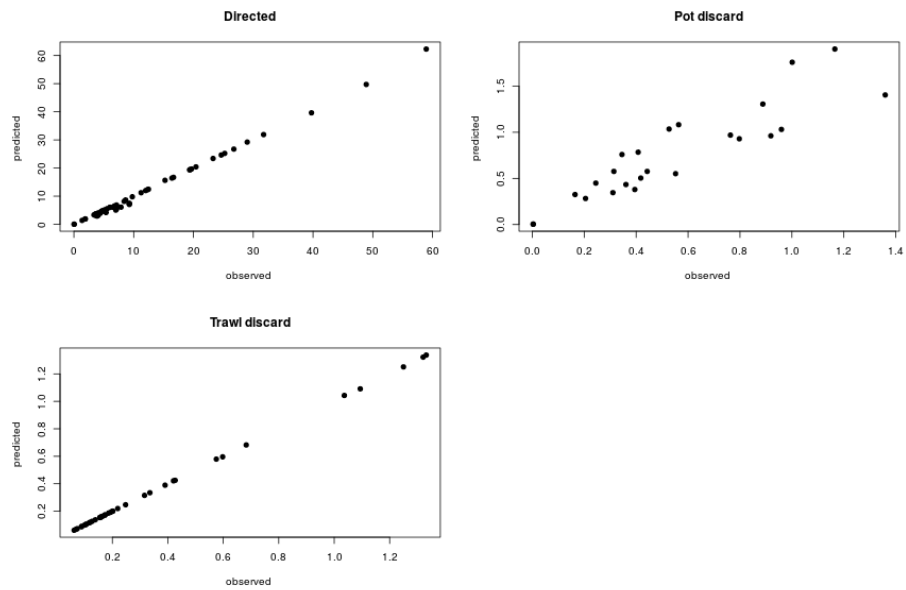 Directed
predicted
0 10 20 30 40 50 60
0 10 20 30 40 50 60
observed
Pot discard
predicted
0.0 0.5 1.0 1.5
0.0 0.2 0.4 0.6 0.8 1.0 1.2 1.4
observed
Trawl discard
predicted
0.2 0.4 0.6 0.8 1.0 1.2
0.2 0.4 0.6 0.8 1.0 1.2
observed